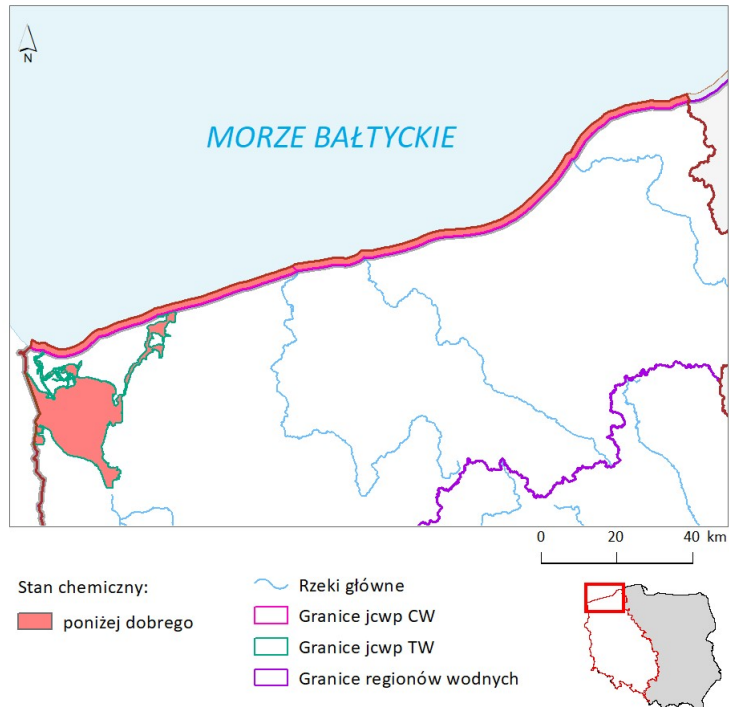 N
MORZE BAŁTYCKIE
0 20 40 km
Stan chemiczny:
poniżej dobrego
Rzeki główne
Granice jcwp CW
Granice jcwp TW
Granice regionów wodnych